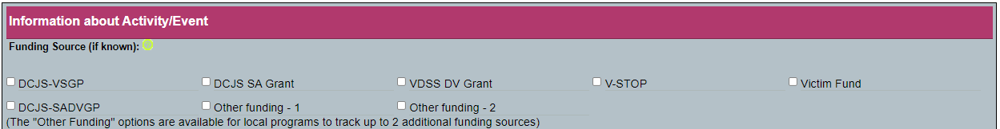 Information about Activity/Event
Funding Source (if known):
DCJS-VSGP DCJS SA Grant VDSS DV Grant V-STOP Victim Fund
DCJS-SADVGP Other funding - 1 Other funding - 2
(The "Other Funding" options are available for local programs to track up to 2 additional funding sources)